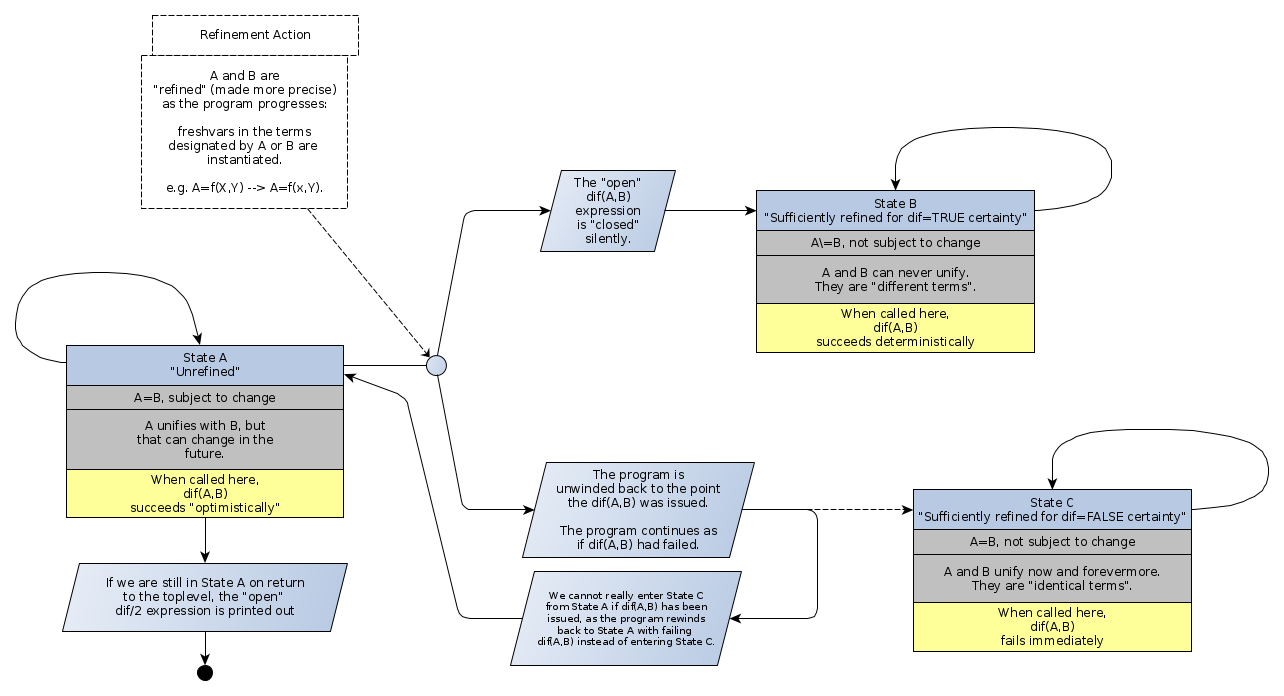 Refinement Action
A and B are
"refined" (made more precise)
as the program progresses:
freshvars in the terms
designated by A or B are
instantiated.
e.g. A=f(X,Y) --> A=f(x,Y).
The "open"
dif(A,B)
expression
is "closed"
silently.
State B
"Sufficiently refined for dif=TRUE certainty"
A\=B, not subject to change
A and B can never unify.
They are "different terms".
When called here,
dif(A,B)
succeeds deterministically
State A
"Unrefined"
A=B, subject to change
A unifies with B, but
that can change in the
future.
When called here,
dif(A,B)
succeeds "optimistically"
If we are still in State A on return
to the toplevel, the "open"
dif/2 expression is printed out
The program is
unwinded back to the point
the dif(A,B) was issued.
The program continues as
if dif(A,B) had failed.
We cannot really enter State C
from State A if dif(A,B) has been
issued, as the program rewinds
back to State A with failing
dif(A,B) instead of entering State C.
State C
"Sufficiently refined for dif=FALSE certainty"
A=B, not subject to change
A and B unify now and forevermore.
They are "identical terms".
When called here,
dif(A,B)
fails immediately